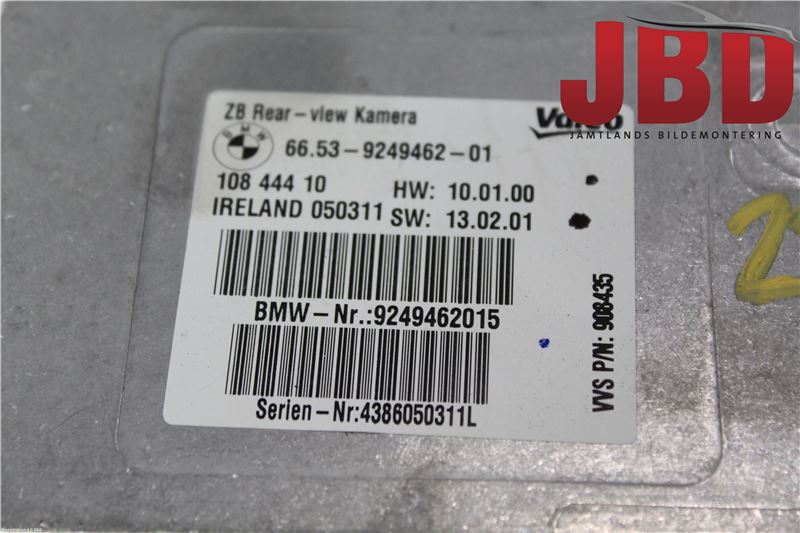 JBD
JÄMTLANDS BILDEMONTERING
ZB Rear-view Kamera
Valeo
BMW
66.53-9249462-01
108 444 10 HW: 10.01.00
IRELAND 050311 SW: 13.02.01
BMW-Nr.:9249462015
Serien-Nr:4386050311L
VVS P/N: 908435